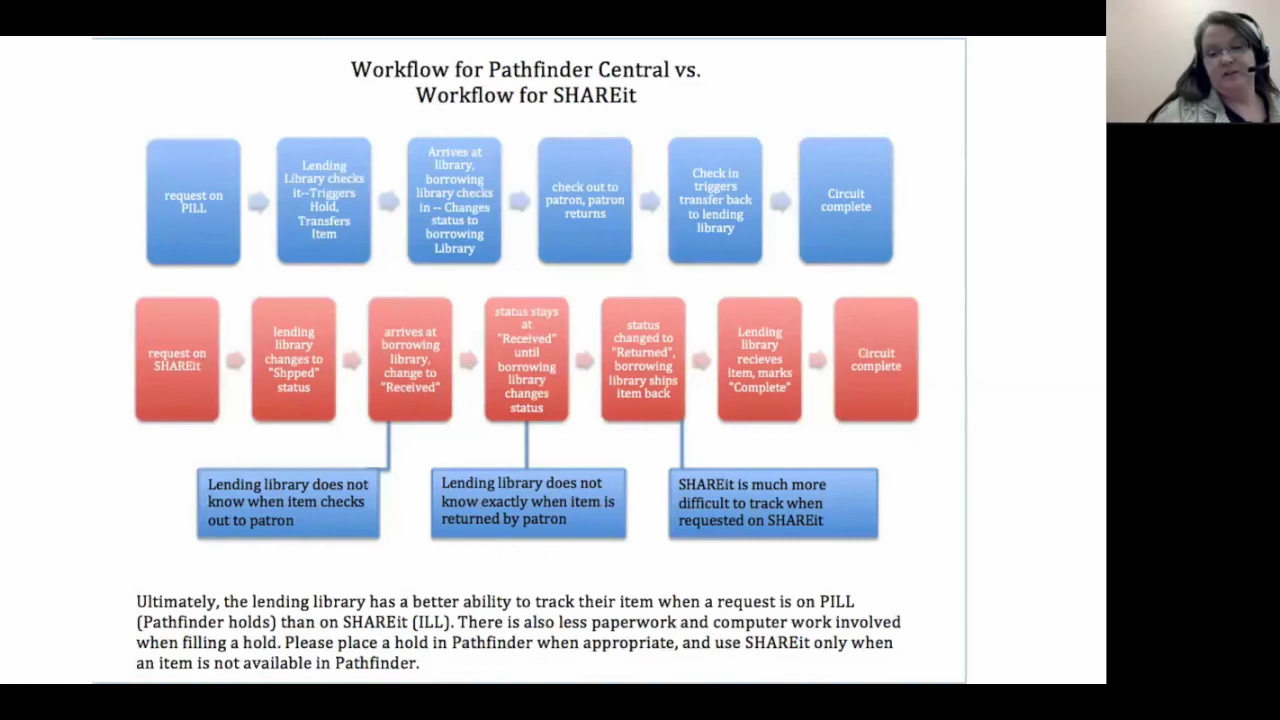 Workflow for Pathfinder Central vs.
Workflow for SHAREit
request on
PILL
Lending
Library checks
it--Triggers
Hold,
Transfers
Item
Arrives at
library,
borrowing
library checks
in -- Changes
status to
borrowing
Library
check out to
patron, patron
returns
Check in
triggers
transfer back
to lending
library
Circuit
complete
request on
SHAREit
lending
library
changes to
"Shpped"
status
arrives at
borrowing
library,
change to
"Received"
status stays
at
"Received"
until
borrowing
library
changes
status
status
changed to
"Returned",
borrowing
library ships
item back
Lending
library
recieves
item, marks
"Complete"
Circuit
complete
Lending library does not
know when item checks
out to patron
Lending library does not
know exactly when item is
returned by patron
SHAREit is much more
difficult to track when
requested on SHAREit
Ultimately, the lending library has a better ability to track their item when a request is on PILL
(Pathfinder holds) than on SHAREit (ILL). There is also less paperwork and computer work involved
when filling a hold. Please place a hold in Pathfinder when appropriate, and use SHAREit only when
an item is not available in Pathfinder.